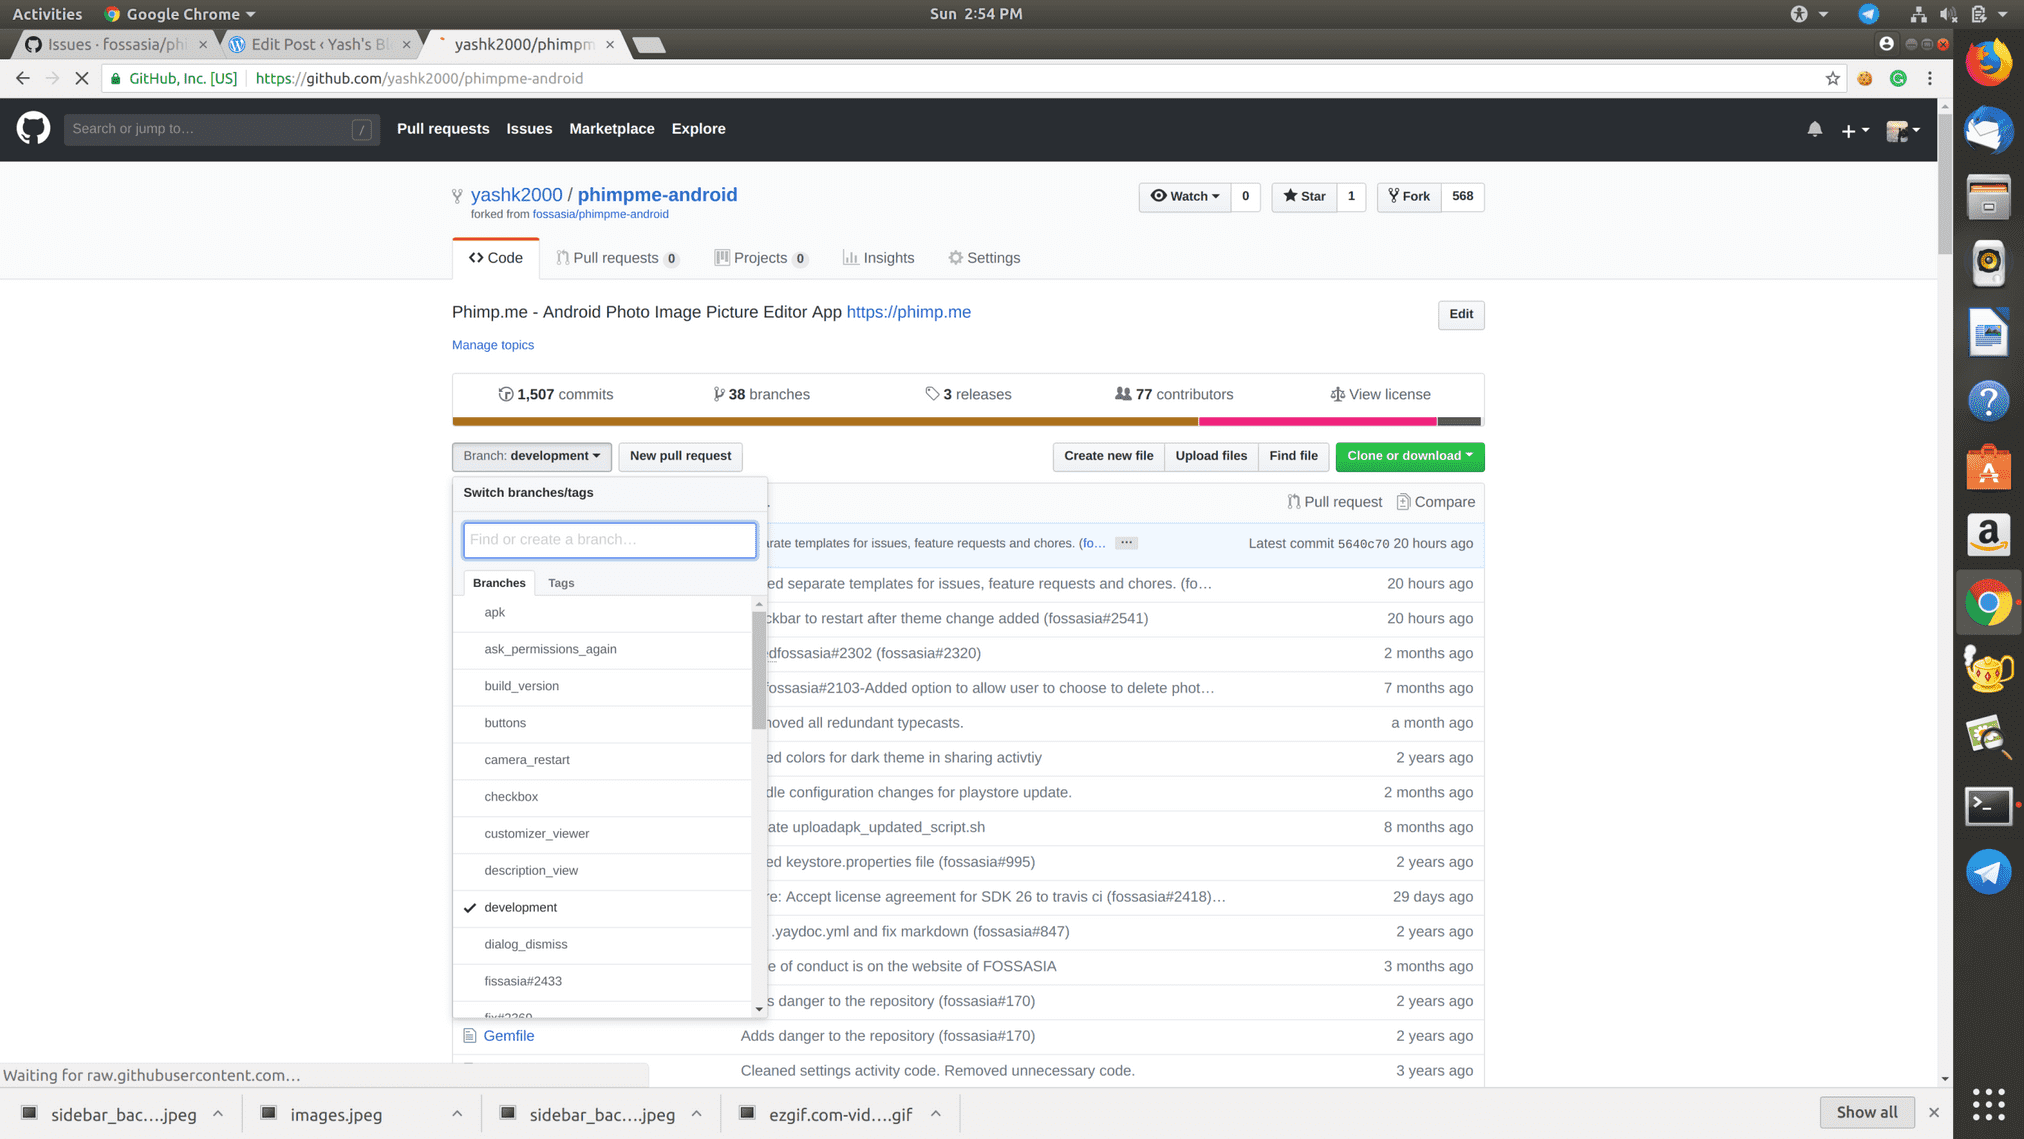 Activities Google Chrome Sun 2:54 PM
Issues · fossasia/phi Edit Post ‹ Yash's Bl yashk2000/phimpm
GitHub, Inc. [US] https://github.com/yashk2000/phimpme-android
Search or jump to... / Pull requests Issues Marketplace Explore
yashk2000 / phimpme-android Watch 0 Star 1 Fork 568
forked from fossasia/phimpme-android
Code Pull requests 0 Projects 0 Insights Settings
Phimp.me - Android Photo Image Picture Editor App https://phimp.me Edit
Manage topics
1,507 commits 38 branches 3 releases 77 contributors View license
Branch: development New pull request Create new file Upload files Find file Clone or download
Switch branches/tags
Pull request Compare
Find or create a branch...
arate templates for issues, feature requests and chores. (fo... ... Latest commit 5640c70 20 hours ago
Branches Tags
ed separate templates for issues, feature requests and chores. (fo... 20 hours ago
apk
ckbar to restart after theme change added (fossasia#2541) 20 hours ago
ask_permissions_again
edfossasia#2302 (fossasia#2320) 2 months ago
build_version
fossasia#2103-Added option to allow user to choose to delete phot... 7 months ago
buttons
noved all redundant typecasts. a month ago
camera_restart
ed colors for dark theme in sharing activtiy 2 years ago
checkbox
dle configuration changes for playstore update. 2 months ago
customizer_viewer
ate uploadapk_updated_script.sh 8 months ago
description_view
ed keystore.properties file (fossasia#995) 2 years ago
development
re: Accept license agreement for SDK 26 to travis ci (fossasia#2418)... 29 days ago
dialog_dismiss
.yaydoc.yml and fix markdown (fossasia#847) 2 years ago
fissasia#2433
e of conduct is on the website of FOSSASIA 3 months ago
fix#2369
s danger to the repository (fossasia#170) 2 years ago
Gemfile Adds danger to the repository (fossasia#170) 2 years ago
Cleaned settings activity code. Removed unnecessary code. 3 years ago
Waiting for raw.githubusercontent.com...
sidebar_bac....jpeg images.jpeg sidebar_bac....jpeg ezgif.com-vid....gif Show all